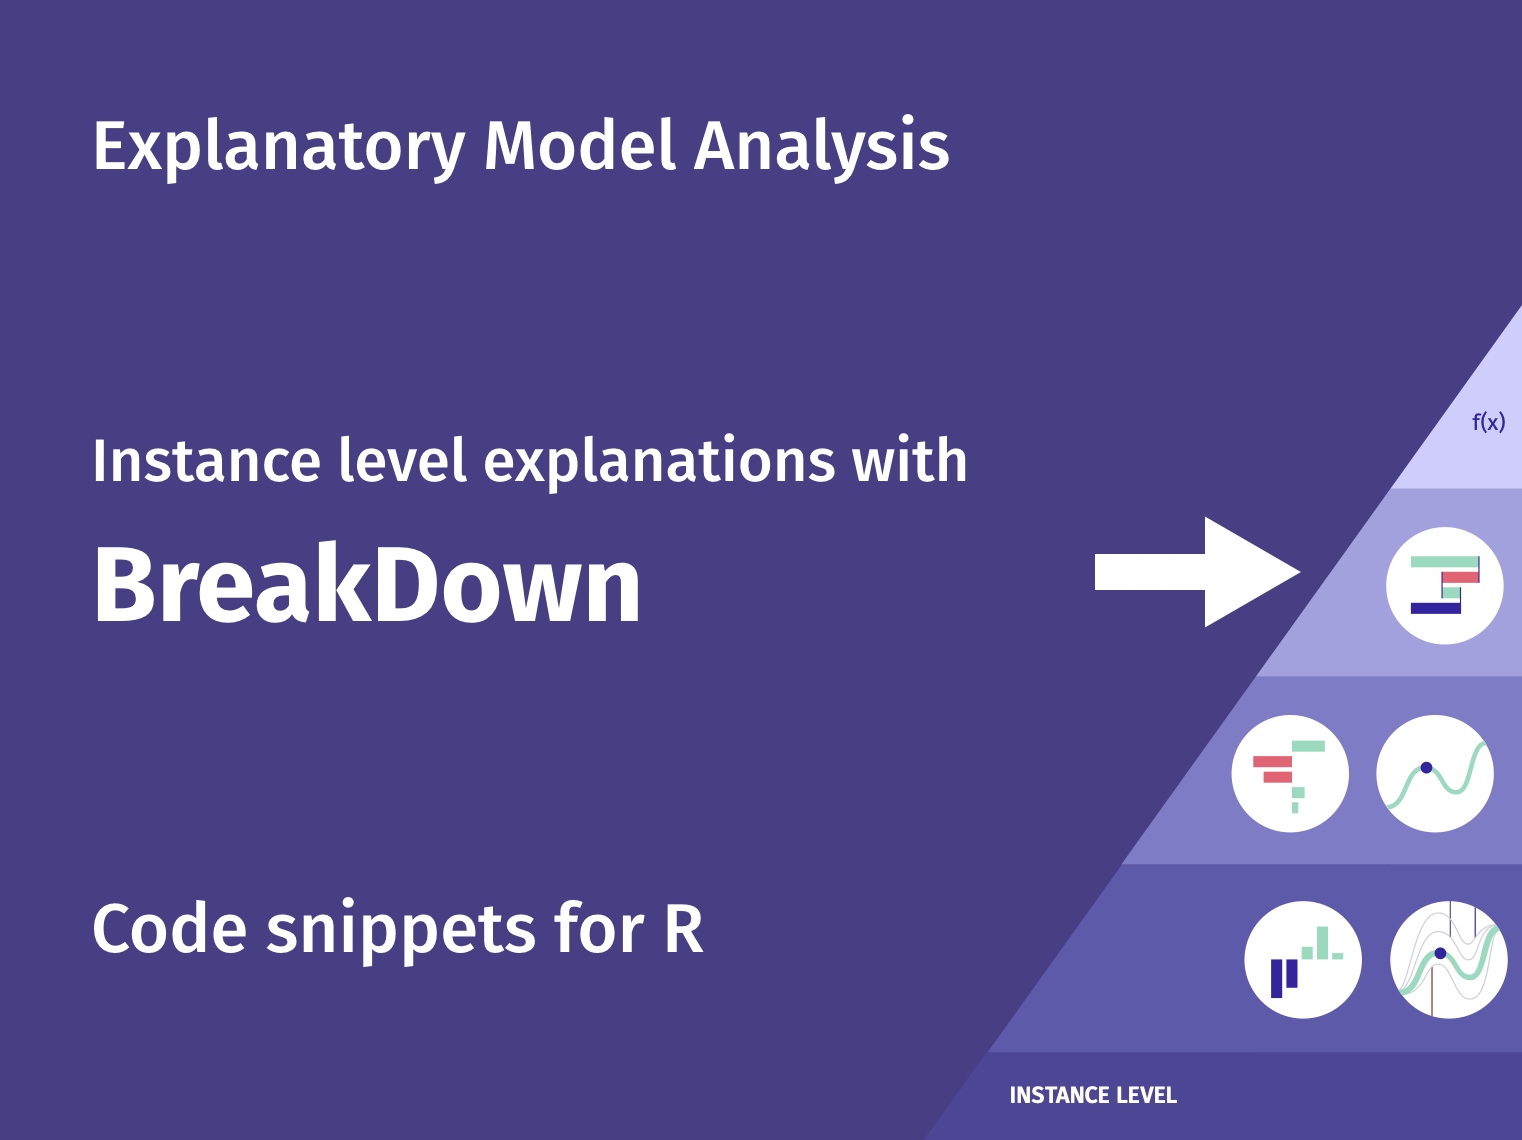 Explanatory Model Analysis
f(x)
Instance level explanations with
BreakDown
Code snippets for R
INSTANCE LEVEL